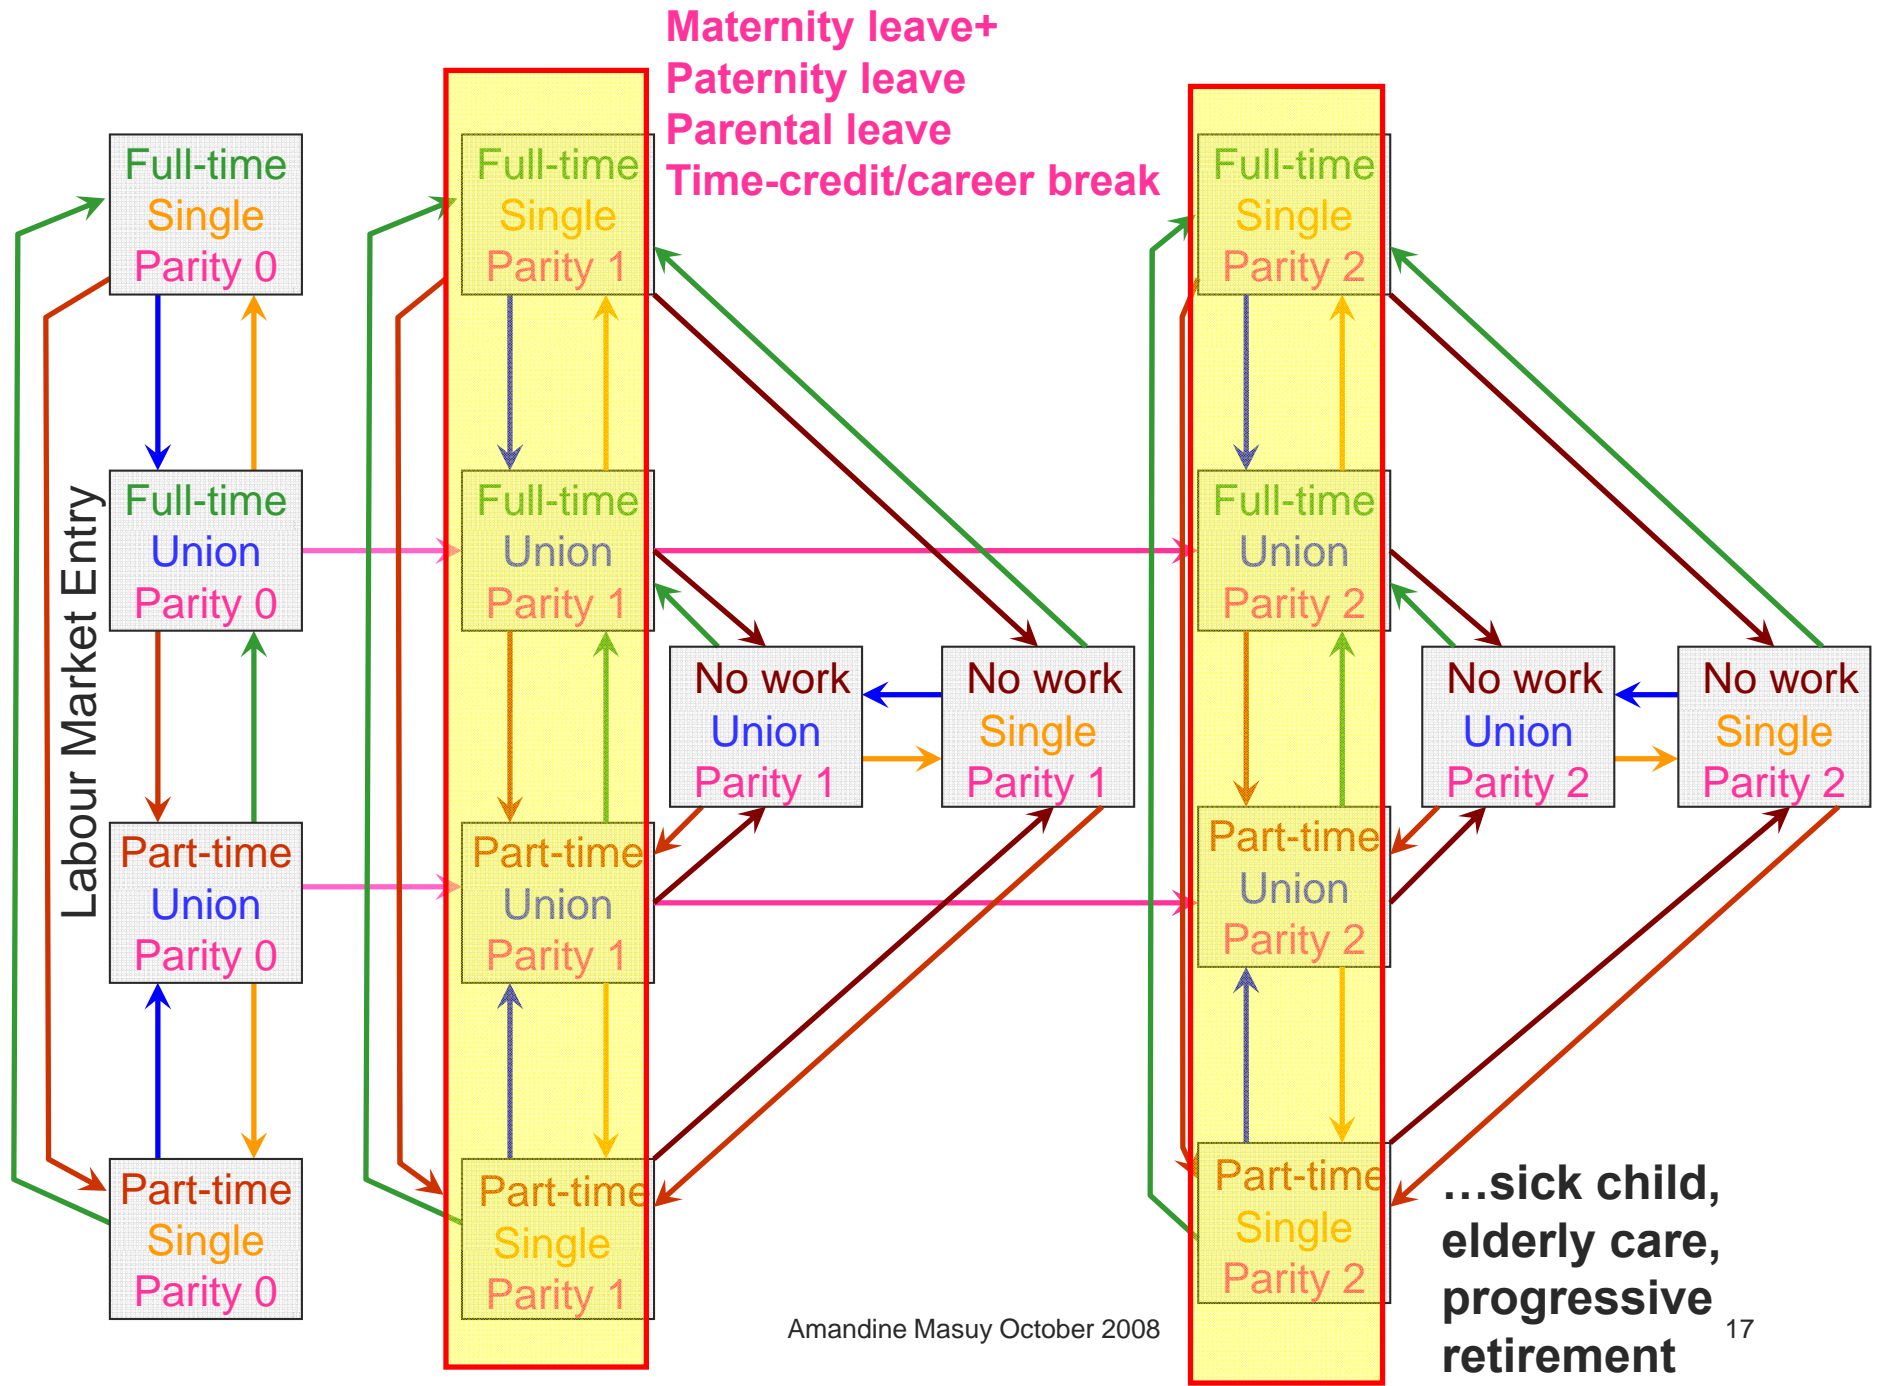 Maternity leave+
Paternity leave
Parental leave
Time-credit/career break
Labour Market Entry
Full-time
Single
Parity 0
Full-time
Union
Parity 0
Part-time
Union
Parity 0
Part-time
Single
Parity 0
Full-time
Single
Parity 1
Full-time
Union
Parity 1
Part-time
Union
Parity 1
Part-time
Single
Parity 1
No work
Union
Parity 1
No work
Single
Parity 1
Full-time
Single
Parity 2
Full-time
Union
Parity 2
Part-time
Union
Parity 2
Part-time
Single
Parity 2
No work
Union
Parity 2
No work
Single
Parity 2
…sick child,
elderly care,
progressive
retirement
Amandine Masuy October 2008
17